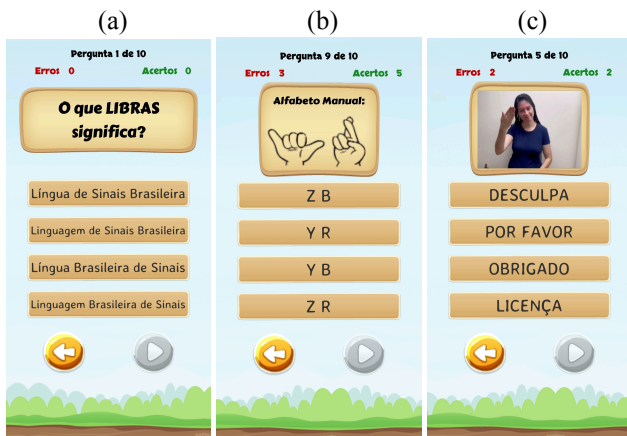 (a)
Pergunta 1 de 10
Erros 0 Acertos 0
O que LIBRAS
significa?
Língua de Sinais Brasileira
Linguagem de Sinais Brasileira
Língua Brasileira de Sinais
Linguagem Brasileira de Sinais
(b)
Pergunta 9 de 10
Erros 3 Acertos 5
Alfabeto Manual:
Z B
Y R
Y B
Z R
(c)
Pergunta 5 de 10
Erros 2 Acertos 2
DESCULPA
POR FAVOR
OBRIGADO
LICENÇA